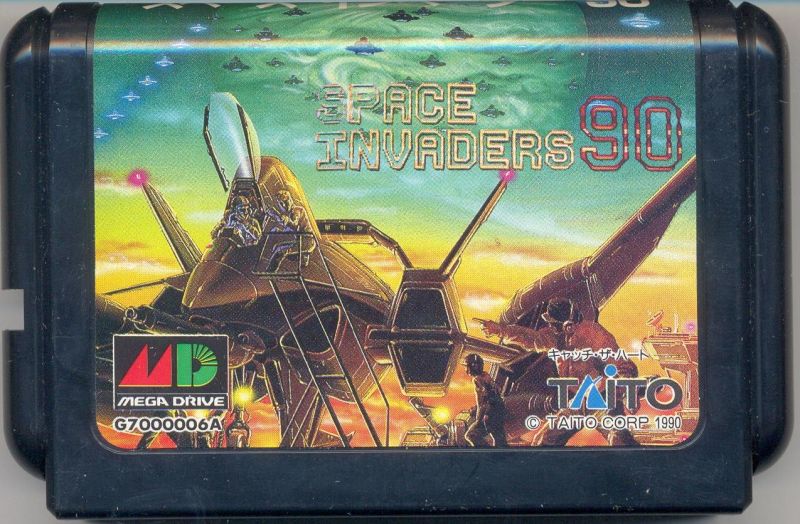 SPACE
INVADERS 90
MD
MEGA DRIVE
G7000006A
キャッチ・ザ・ハート
TAITO
© TAITO CORP 1990